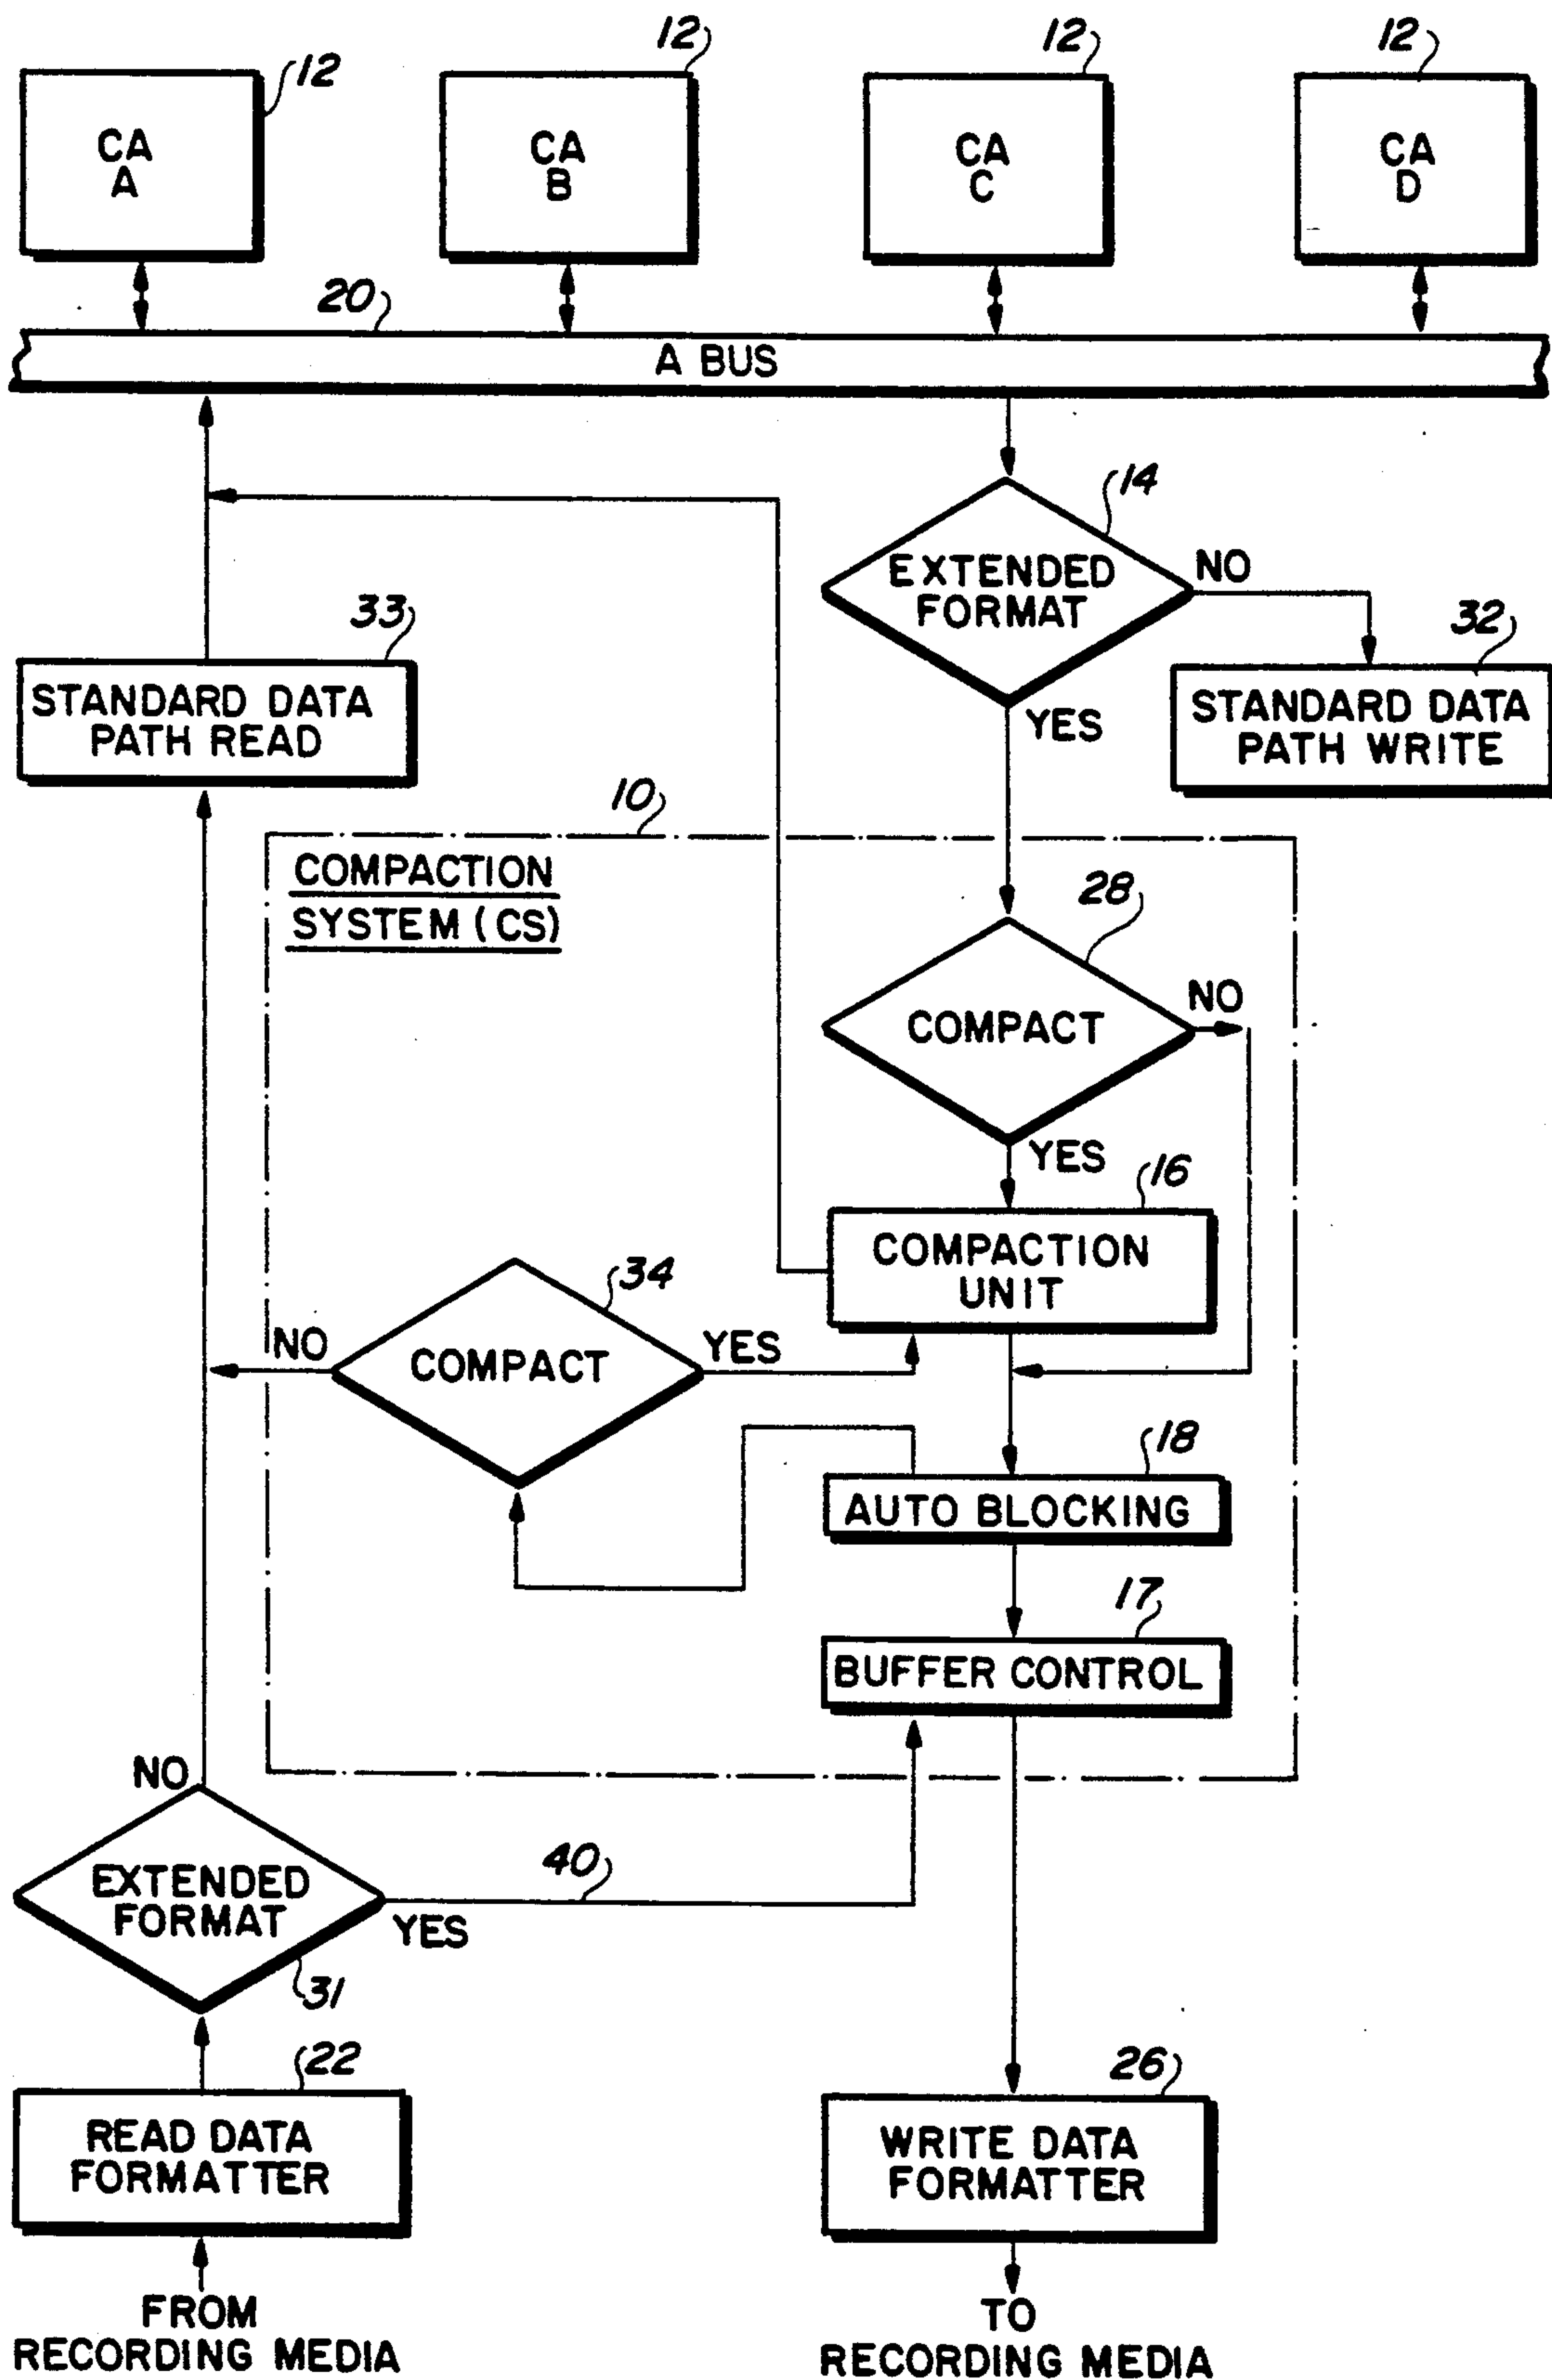 12
12
12
12
CA
A
CA
B
CA
C
CA
D
20
A BUS
14
EXTENDED
FORMAT
NO
YES
33
STANDARD DATA
PATH READ
32
STANDARD DATA
PATH WRITE
10
COMPACTION
SYSTEM (CS)
28
COMPACT
NO
YES
16
COMPACTION
UNIT
34
COMPACT
NO
YES
18
AUTO BLOCKING
17
BUFFER CONTROL
NO
EXTENDED
FORMAT
YES
40
31
22
READ DATA
FORMATTER
26
WRITE DATA
FORMATTER
FROM
RECORDING MEDIA
TO
RECORDING MEDIA